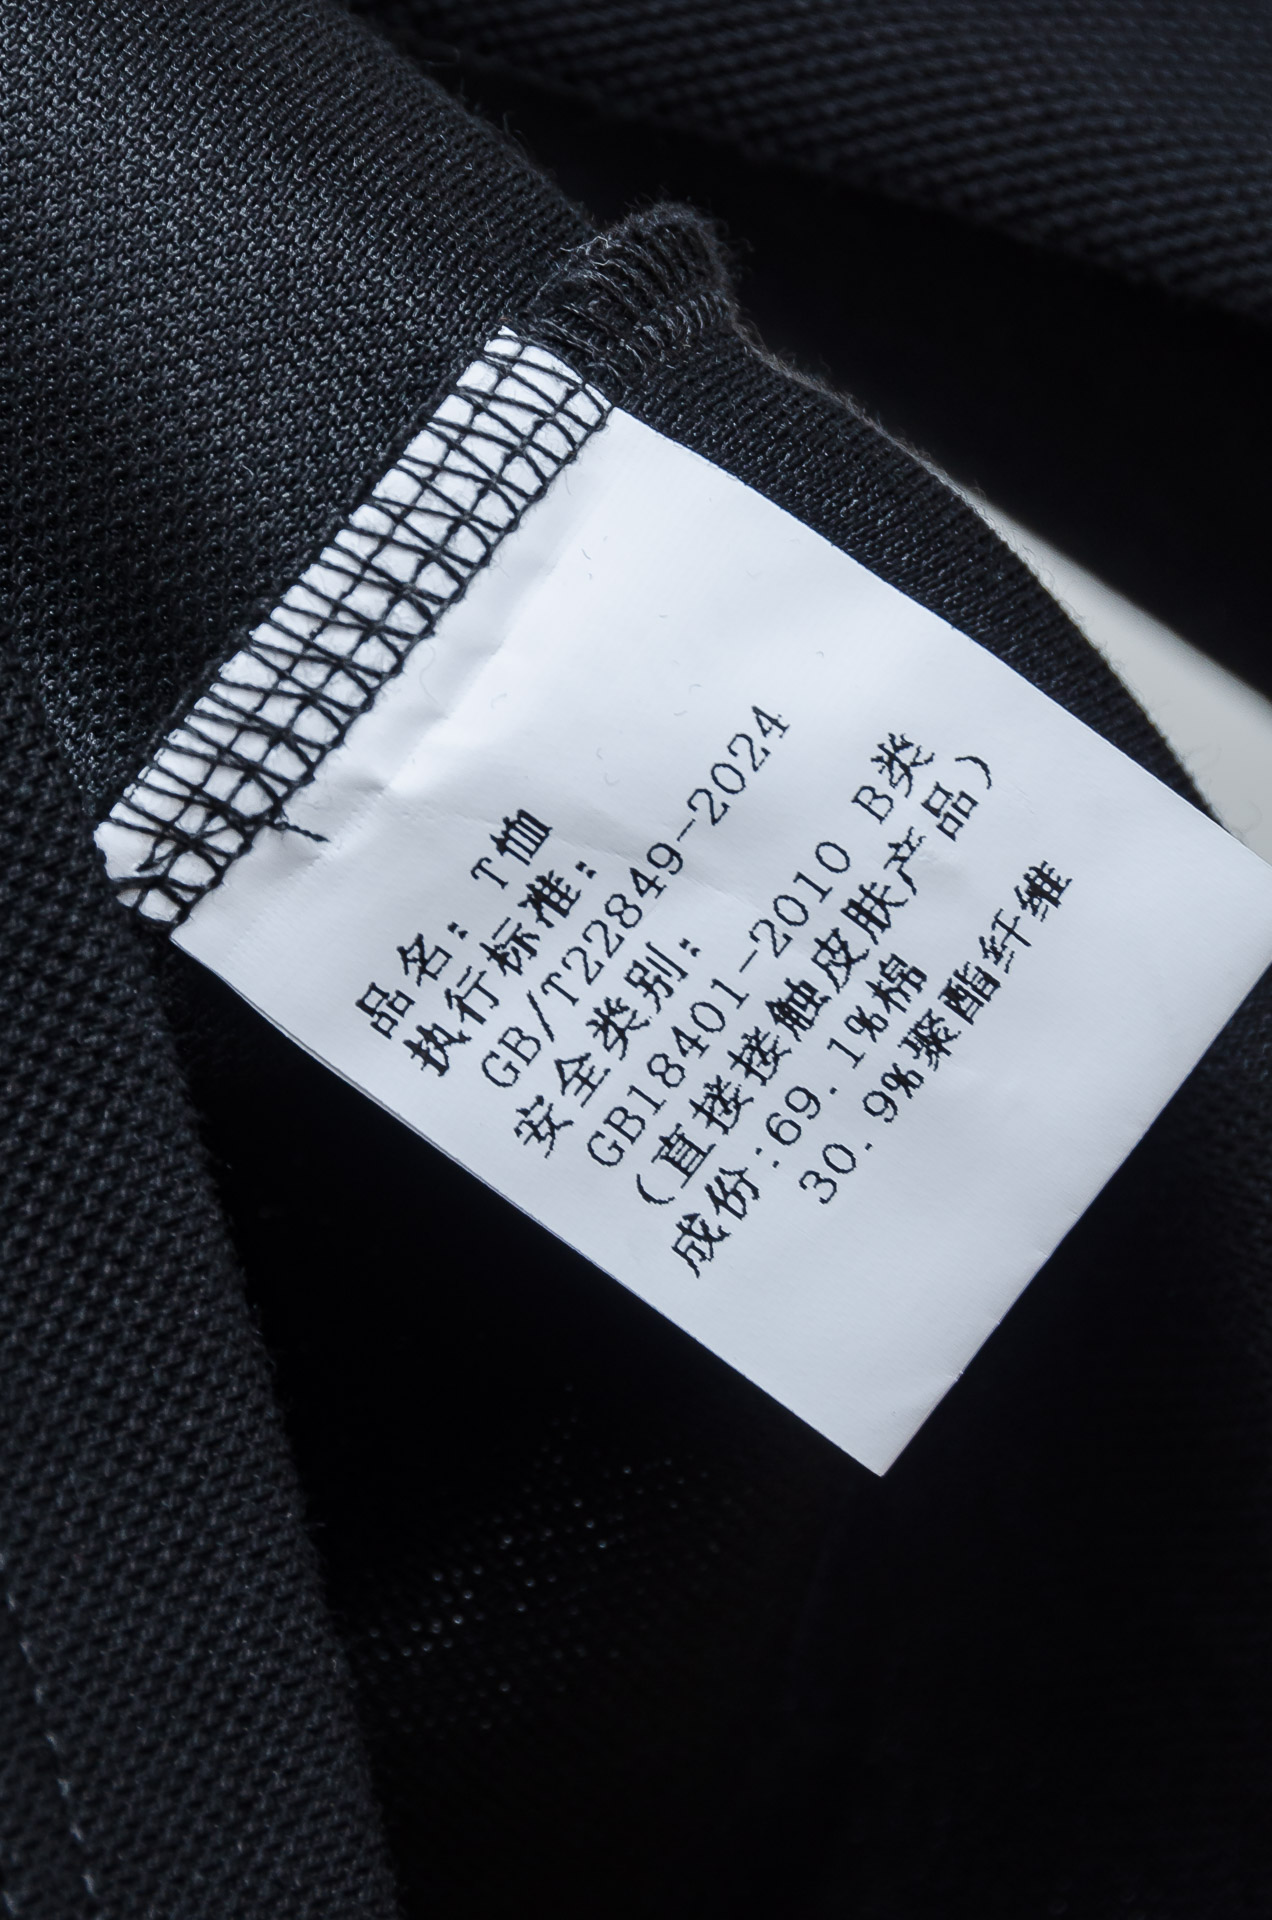 品名：T恤
执行标准：
GB/T22849-2024
安全类别：
GB18401-2010 B类
(直接接触皮肤产品)
成份:69.1%棉
30.9%聚酯纤维